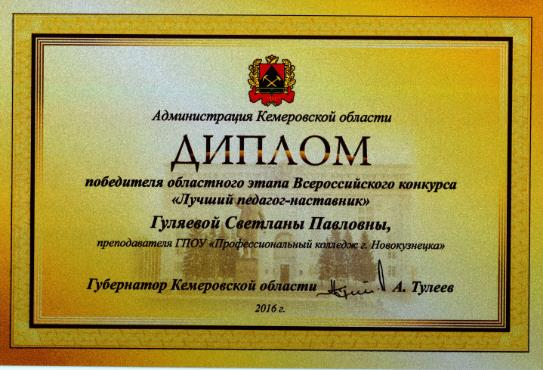 Администрация Кемеровской области
ДИПЛОМ
победителя областного этапа Всероссийского конкурса
«Лучший педагог-наставник»
Гуляевой Светланы Павловны,
преподавателя ГПОУ «Профессиональный колледж г. Новокузнецка»
Губернатор Кемеровской области А. Тулеев
2016 г.